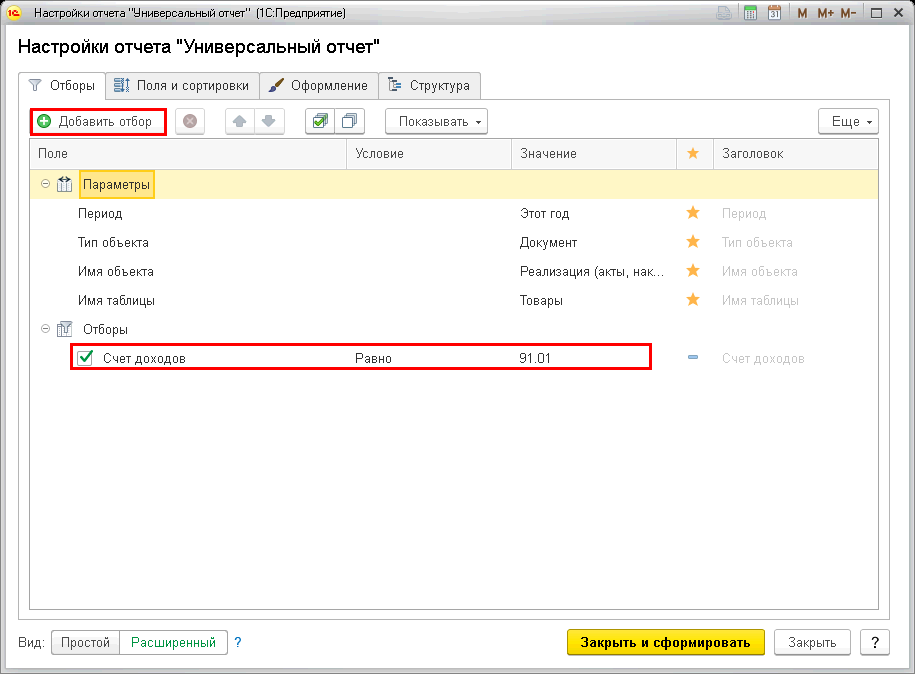 Настройки отчета "Универсальный отчет" (1С:Предприятие)
31 M M+ M-
Настройки отчета "Универсальный отчет"
Отборы Поля и сортировки Оформление Структура
Добавить отбор Показывать Еще
Поле Условие Значение Заголовок
Параметры
Период Этот год Период
Тип объекта Документ Тип объекта
Имя объекта Реализация (акты, нак... Имя объекта
Имя таблицы Товары Имя таблицы
Отборы
Счет доходов Равно 91.01 Счет доходов
Вид: Простой Расширенный ? Закрыть и сформировать Закрыть ?